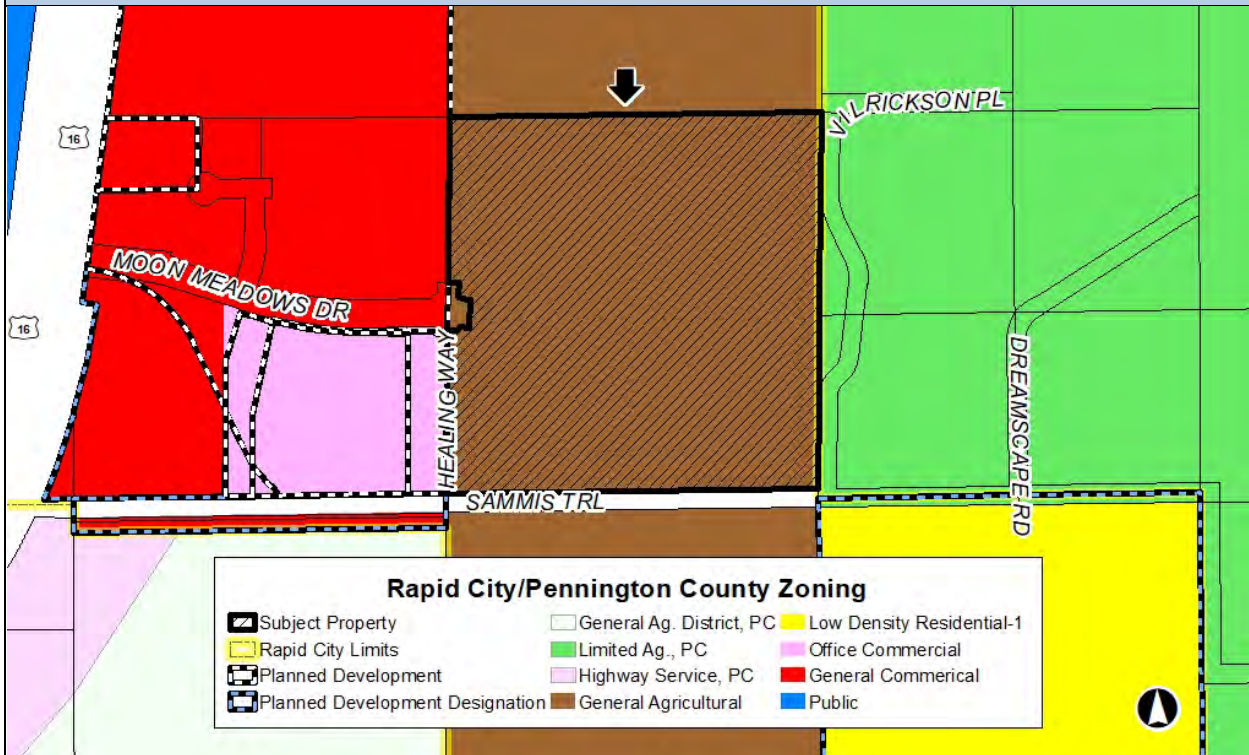 VILRICKSON PL
16
MOON MEADOWS DR
16
HEALING WAY
DREAMSCAPE RD
SAMMIS TRL
Rapid City/Pennington County Zoning
Subject Property
Rapid City Limits
Planned Development
Planned Development Designation
General Ag. District, PC
Limited Ag., PC
Highway Service, PC
General Agricultural
Low Density Residential-1
Office Commercial
General Commerical
Public